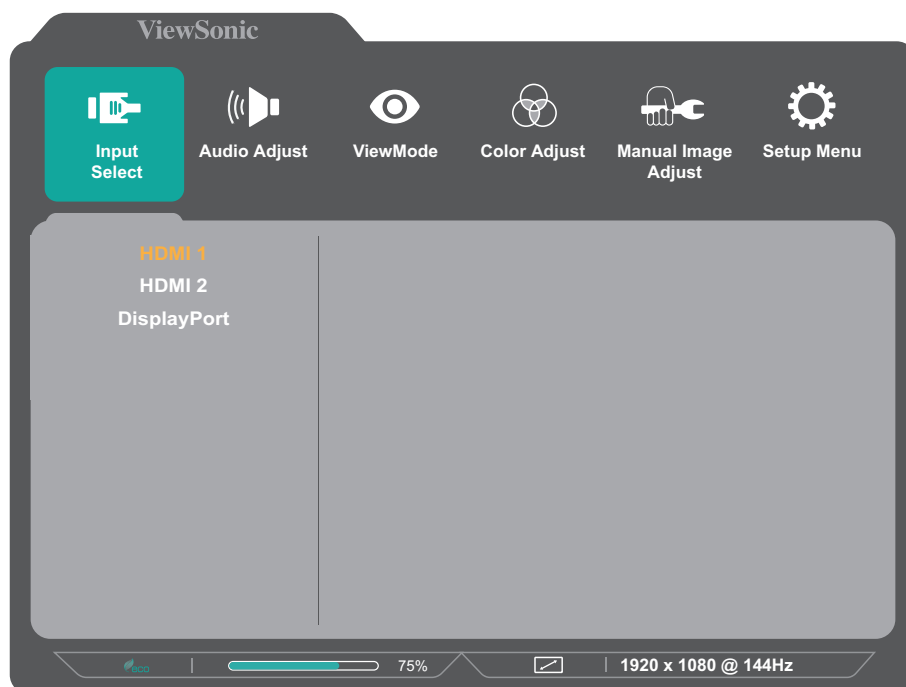 ViewSonic
Input Select
Audio Adjust
ViewMode
Color Adjust
Manual Image Adjust
Setup Menu
HDMI 1
HDMI 2
DisplayPort
75%
1920 x 1080 @ 144Hz